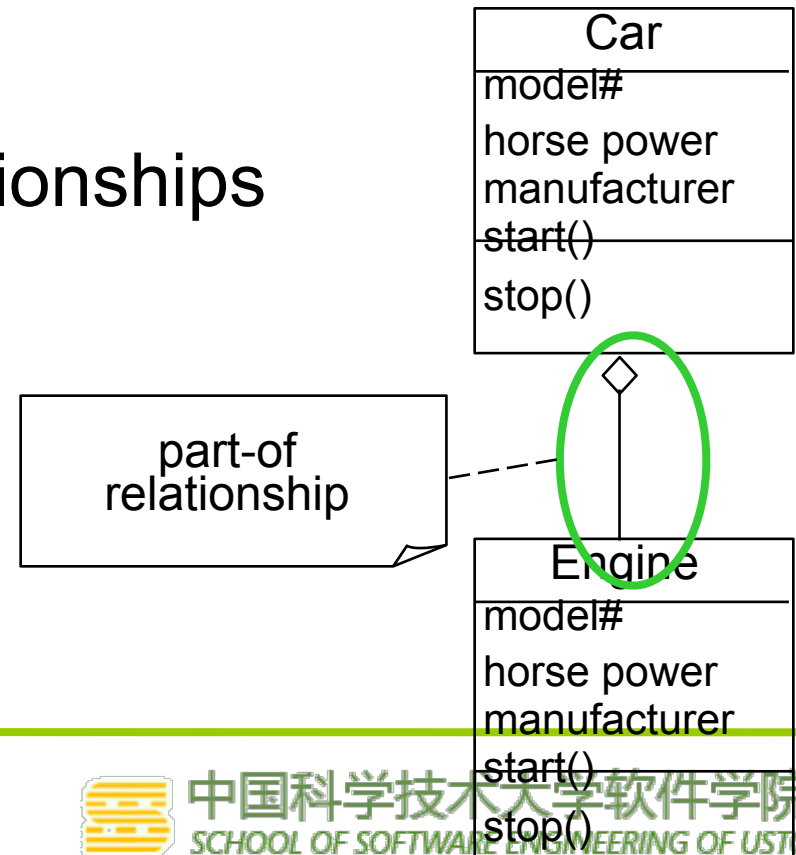 Car
model#
ionships
horse power
manufacturer
start()
stop()
part-of
relationship
Engine
model#
horse power
manufacturer
start()
中国科学技术大学软件学院
stop()
SCHOOL OF SOFTWARE ENGINEERING OF USTC